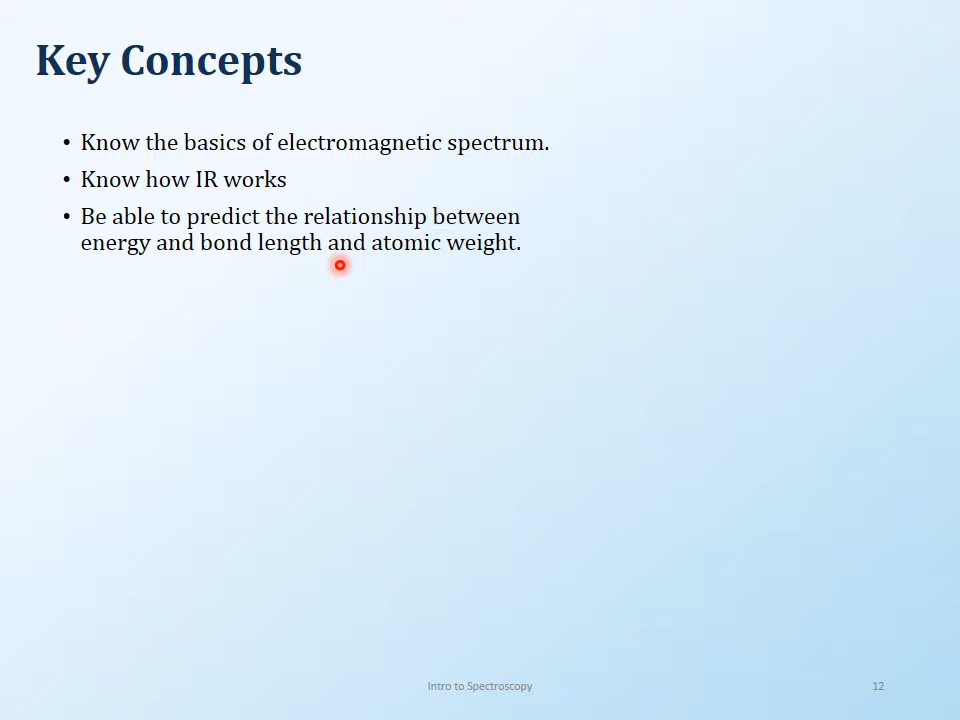 Key Concepts
• Know the basics of electromagnetic spectrum.
• Know how IR works
• Be able to predict the relationship between
energy and bond length and atomic weight.
Intro to Spectroscopy
12